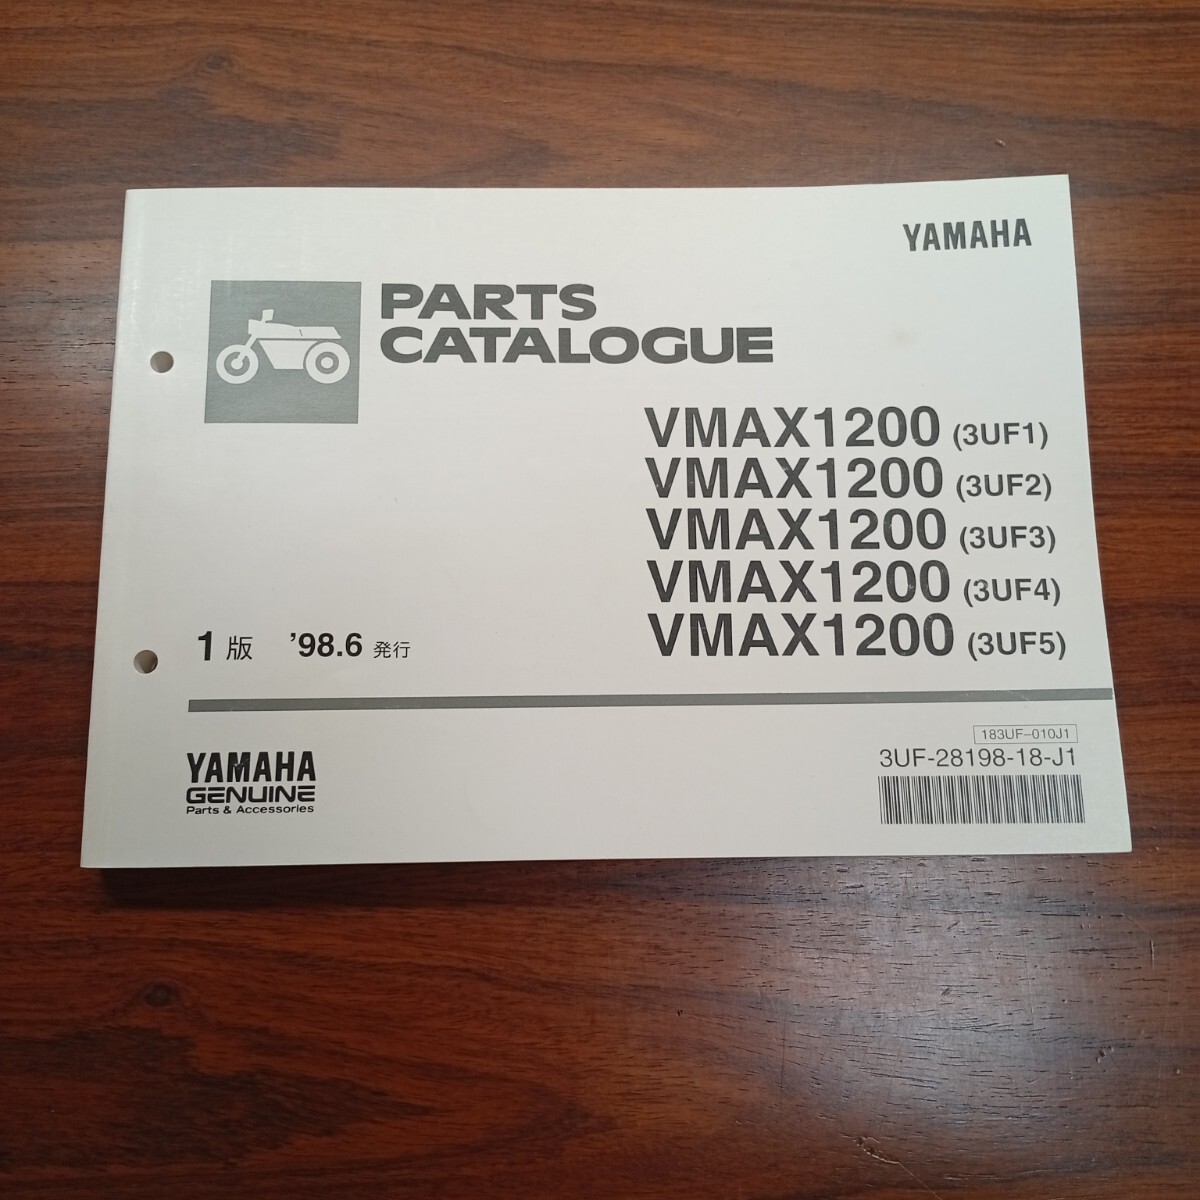 YAMAHA
PARTS
CATALOGUE
VMAX1200 (3UF1)
VMAX1200 (3UF2)
VMAX1200 (3UF3)
VMAX1200 (3UF4)
VMAX1200 (3UF5)
1版 ’98.6 発行
183UF-010J1
3UF-28198-18-J1
YAMAHA
GENUINE
Parts & Accessories